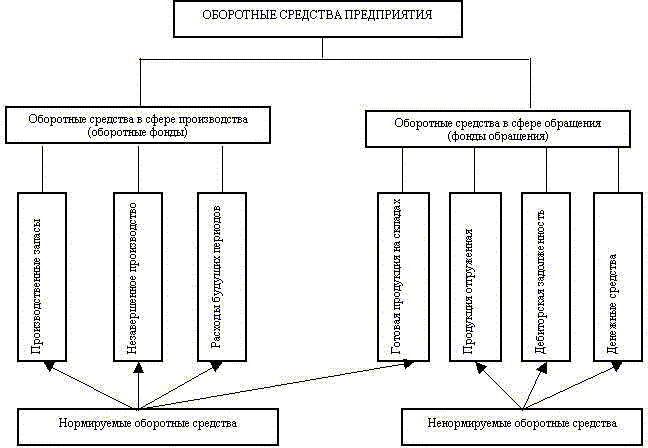 ОБОРОТНЫЕ СРЕДСТВА ПРЕДПРИЯТИЯ
Оборотные средства в сфере производства
(оборотные фонды)
Оборотные средства в сфере обращения
(фонды обращения)
Производственные запасы
Незавершенное производство
Расходы будущих периодов
Готовая продукция на складах
Продукция отгруженная
Дебиторская задолженность
Денежные средства
Нормируемые оборотные средства
Ненормируемые оборотные средства